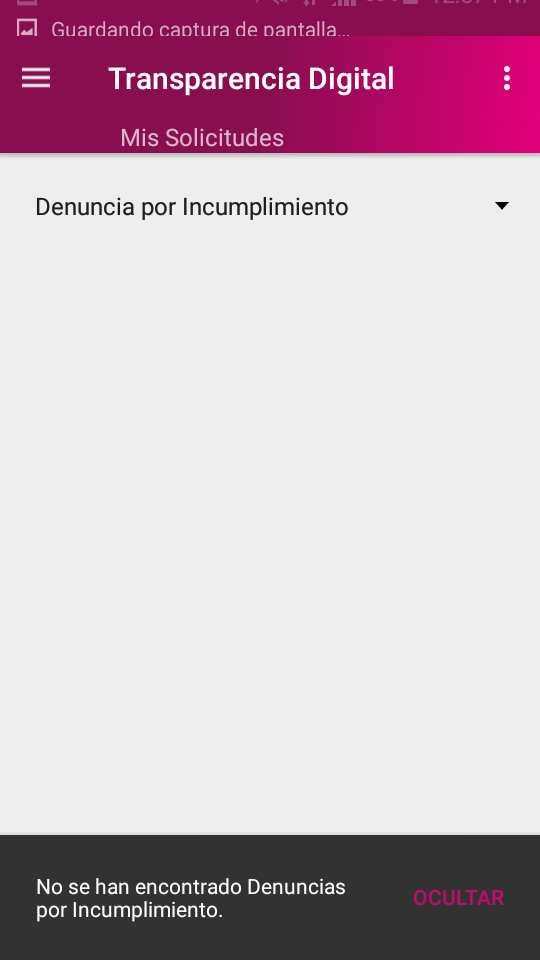 Guardando captura de pantalla...
Transparencia Digital
Mis Solicitudes
Denuncia por Incumplimiento
No se han encontrado Denuncias
por Incumplimiento.
OCULTAR